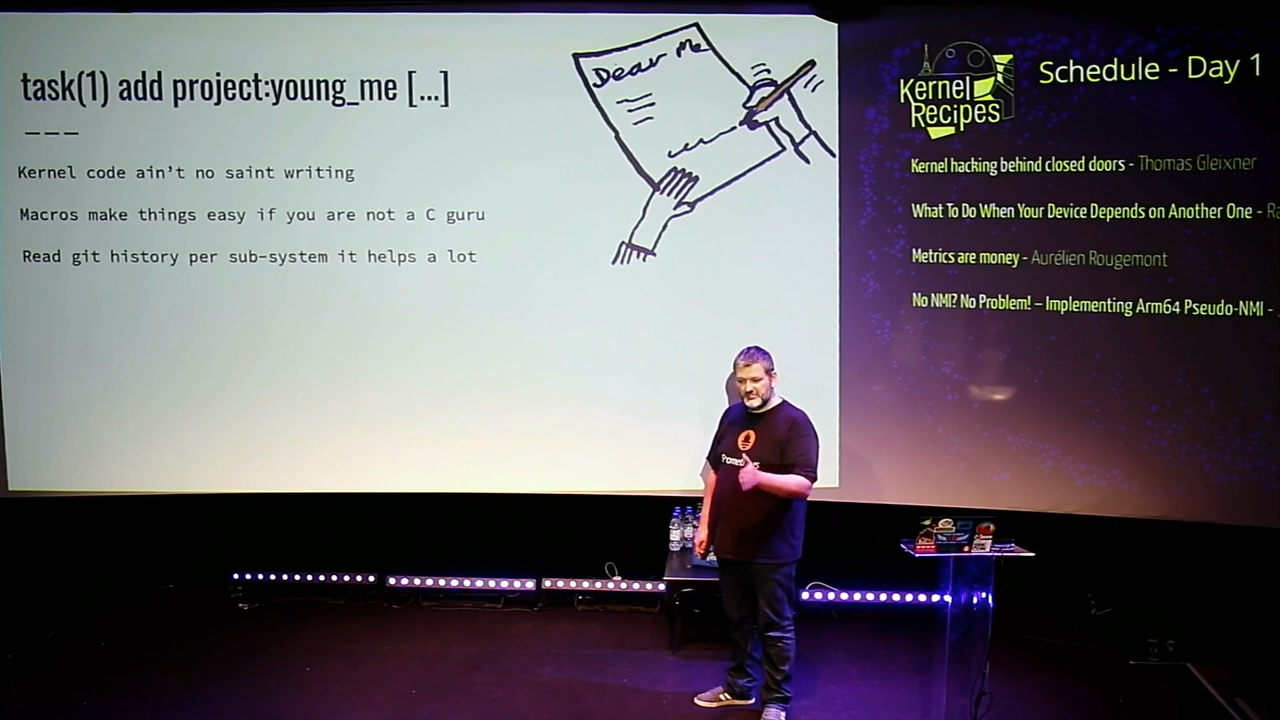 task(1) add project:young_me [...]
———
Kernel code ain't no saint writing
Macros make things easy if you are not a C guru
Read git history per sub-system it helps a lot
Dear Me
Kernel
Recipes
Schedule - Day 1
Kernel hacking behind closed doors - Thomas Gleixner
What To Do When Your Device Depends on Another One -
Metrics are money - Aurélien Rougemont
No NMI? No Problem! – Implementing Arm64 Pseudo-NMI -